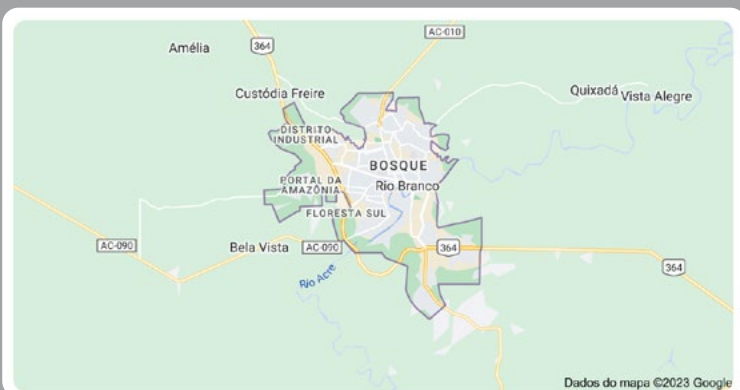 AC-010
Amélia
364
Custódia Freire
Quixadá
Vista Alegre
DISTRITO
INDUSTRIAL
BOSQUE
PORTAL DA
AMAZÔNIA
Rio Branco
FLORESTA SUL
AC-090
Bela Vista
AC-090
364
364
Rio Acre
Dados do mapa ©2023 Google